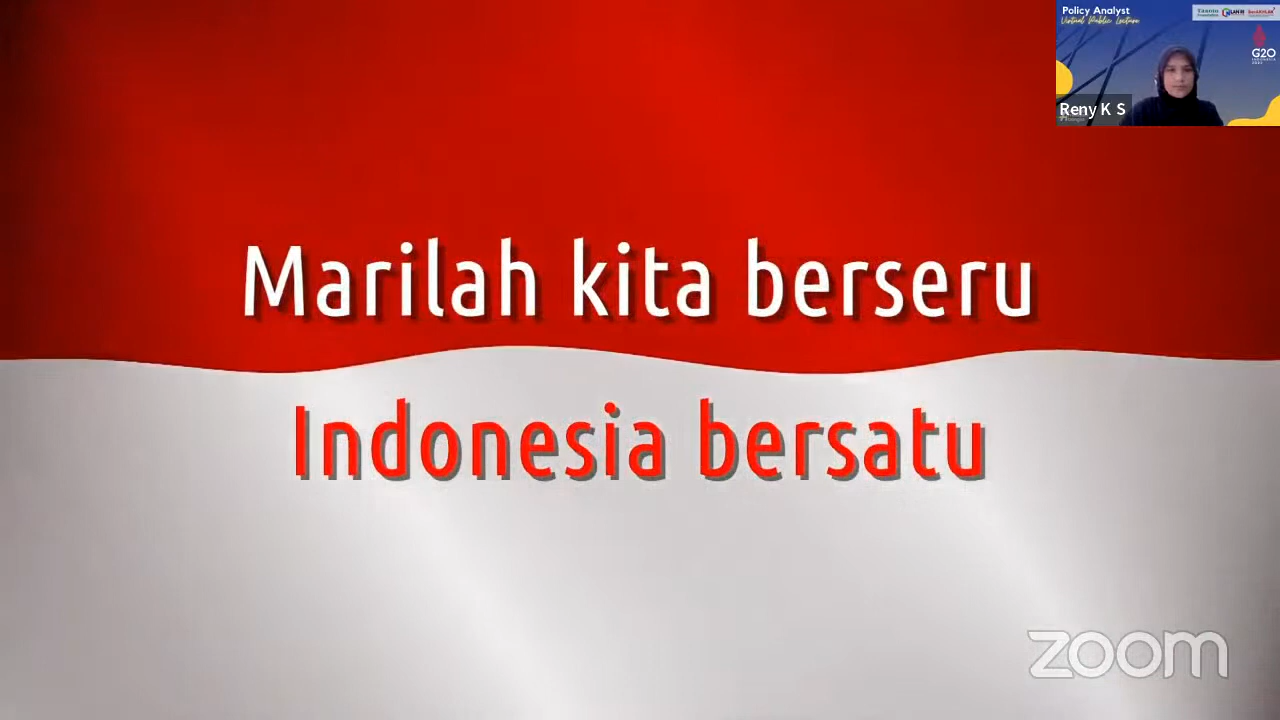 Policy Analyst
Virtual Public Lecture
G20
Reny K S
Marilah kita berseru
Indonesia bersatu
zoom